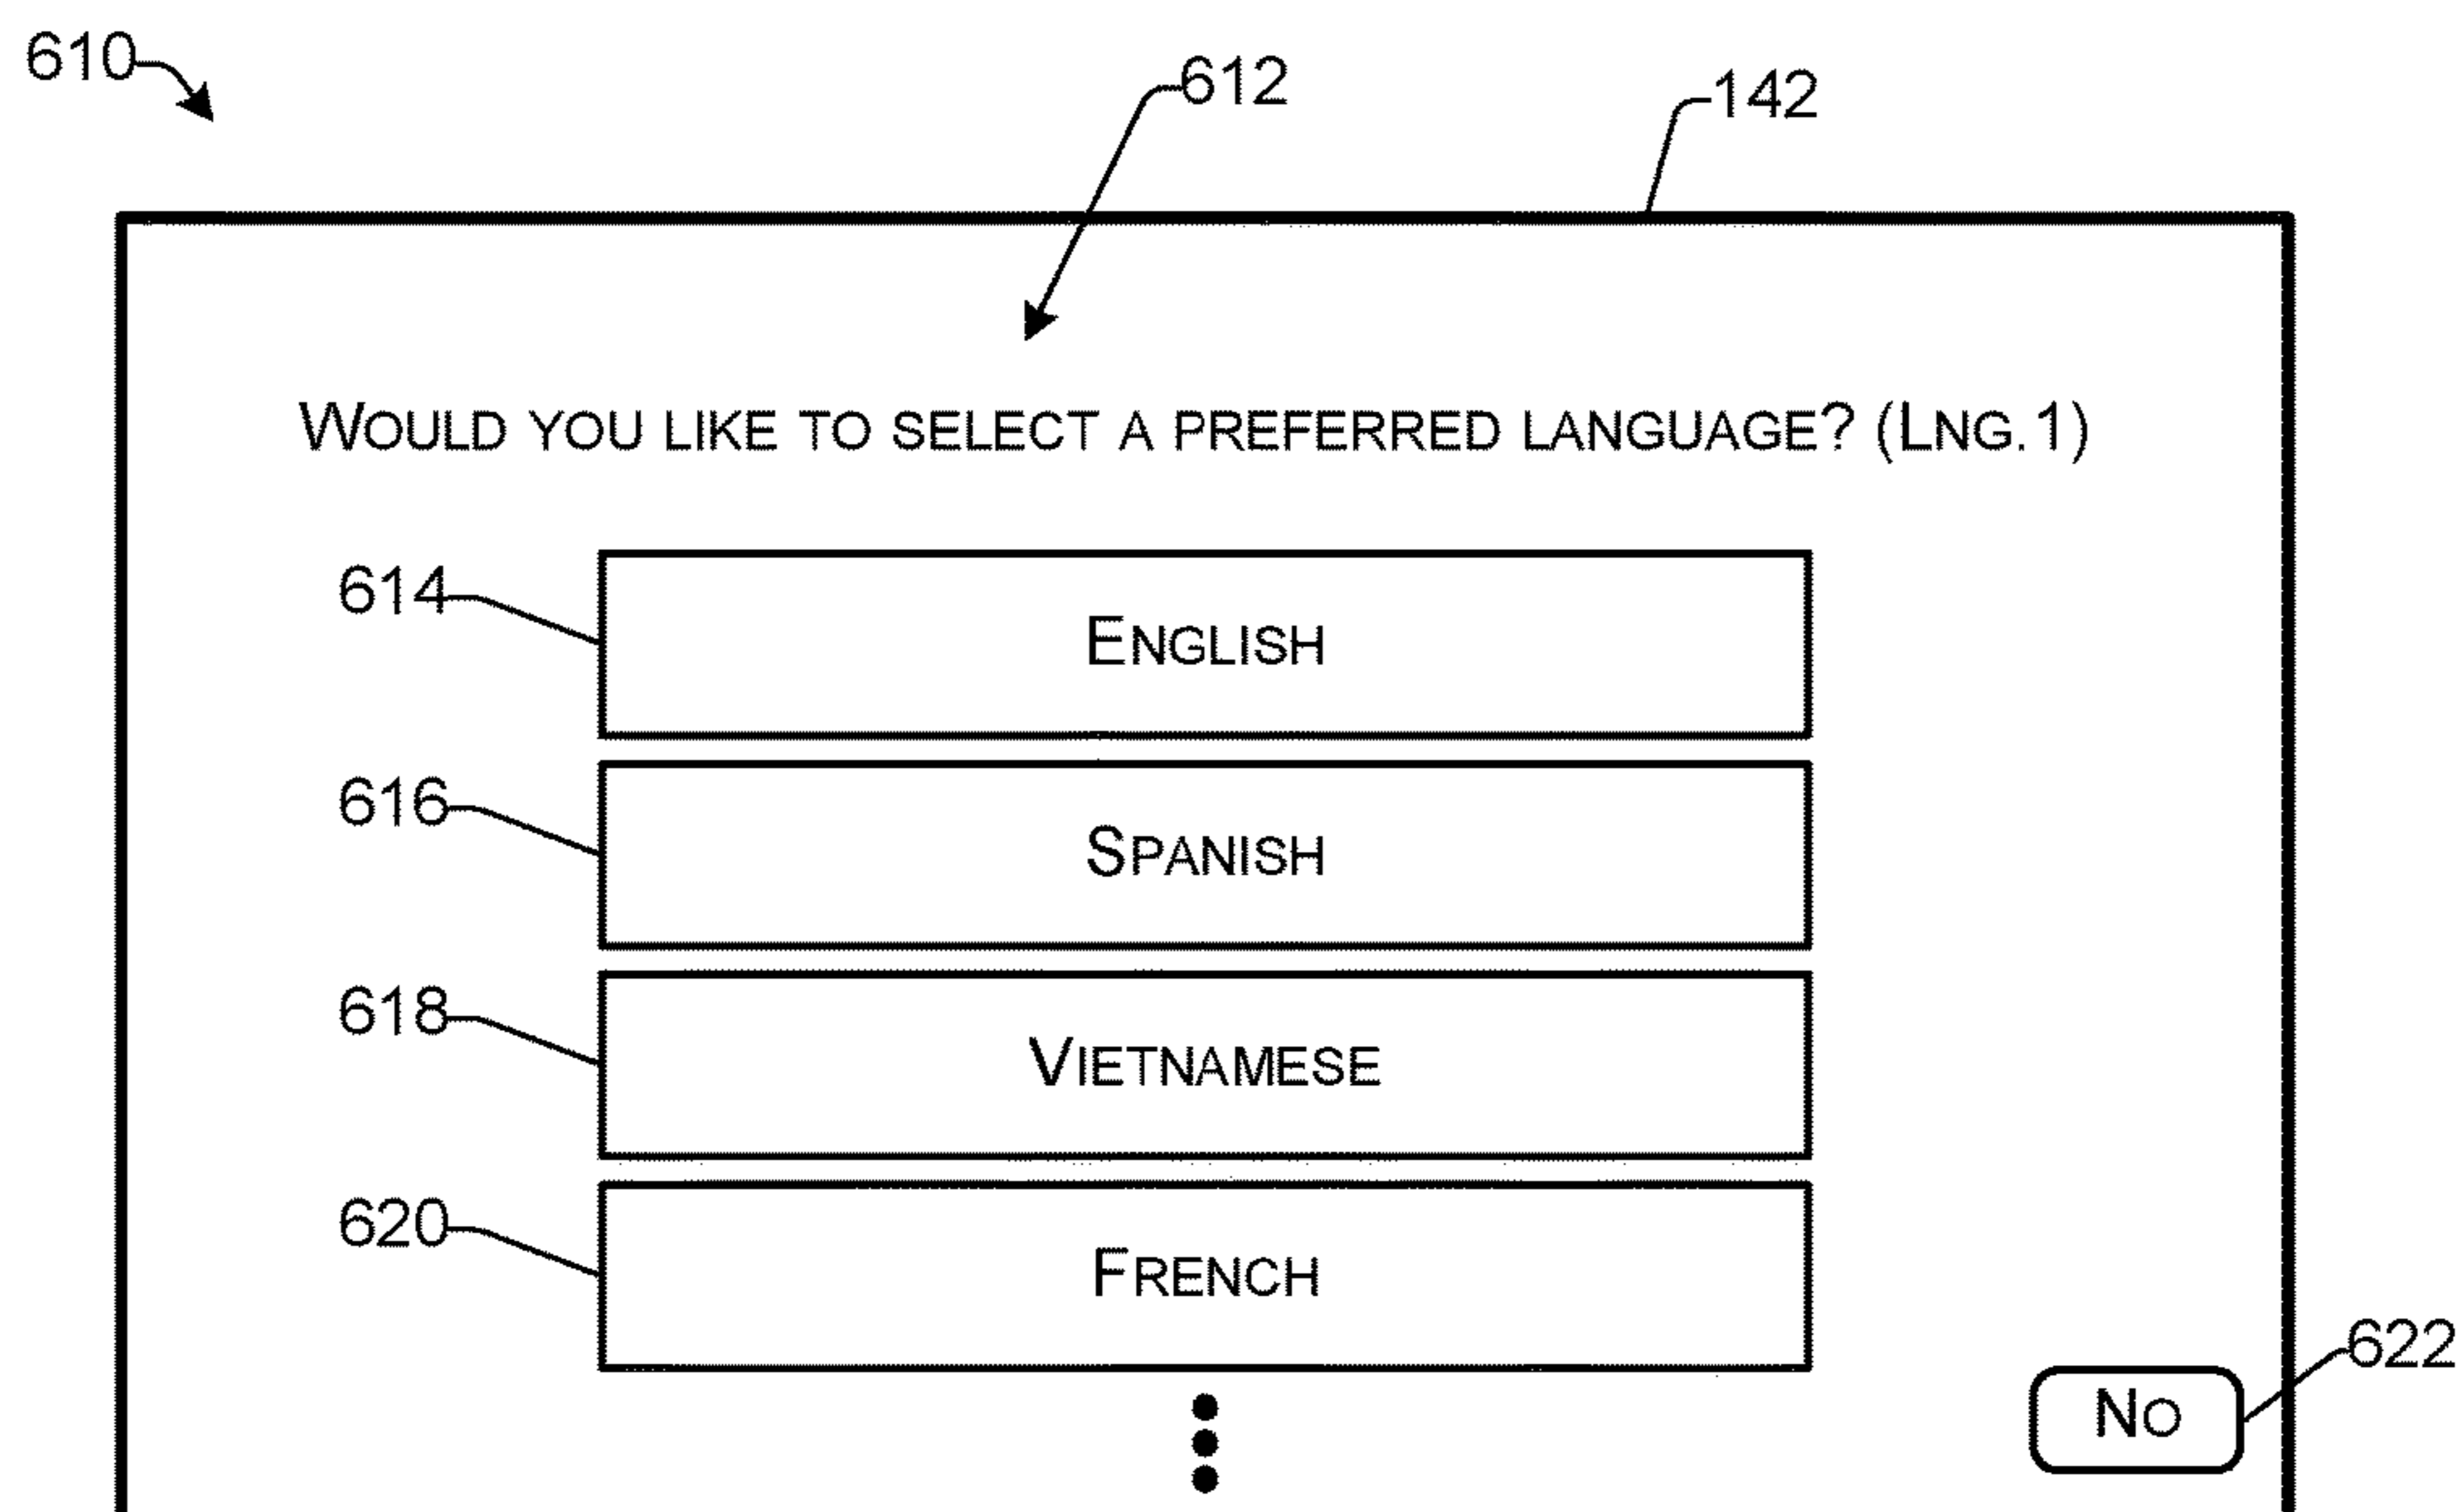 610
612
142
WOULD YOU LIKE TO SELECT A PREFERRED LANGUAGE? (LNG.1)
614
ENGLISH
616
SPANISH
618
VIETNAMESE
620
FRENCH
622
NO